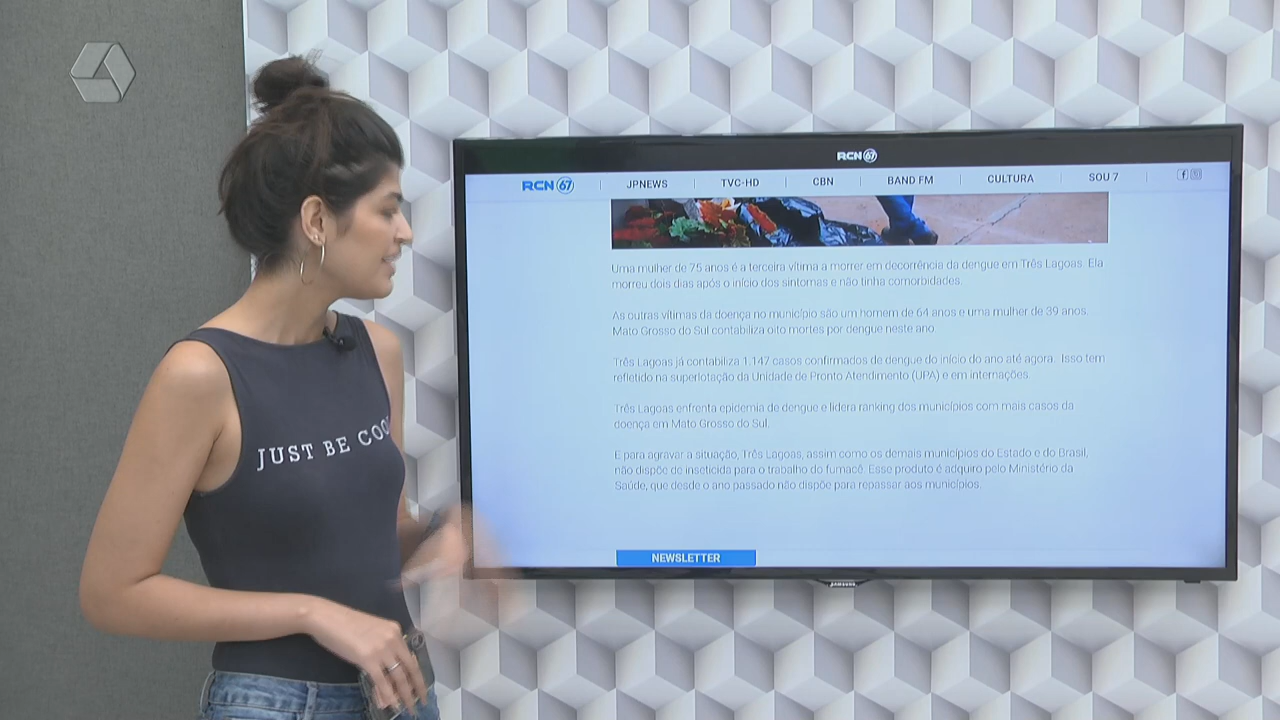 RCN 67
RCN 67 JPNEWS TVC-HD CBN BAND FM CULTURA SOU 7
Uma mulher de 75 anos é a terceira vítima a morrer em decorrência da dengue em Três Lagoas. Ela
morreu dois dias após o início dos sintomas e não tinha comorbidades.
As outras vítimas da doença no município são um homem de 64 anos e uma mulher de 39 anos.
Mato Grosso do Sul contabiliza oito mortes por dengue neste ano.
Três Lagoas já contabiliza 1.147 casos confirmados de dengue do início do ano até agora. Isso tem
refletido na superlotação da Unidade de Pronto Atendimento (UPA) e em internações.
Três Lagoas enfrenta epidemia de dengue e lidera ranking dos municípios com mais casos da
doença em Mato Grosso do Sul.
E para agravar a situação, Três Lagoas, assim como os demais municípios do Estado e do Brasil,
não dispõe de inseticida para o trabalho do fumacê. Esse produto é adquiro pelo Ministério da
Saúde, que desde o ano passado não dispõe para repassar aos municípios.
NEWSLETTER
SAMSUNG
JUST BE COO